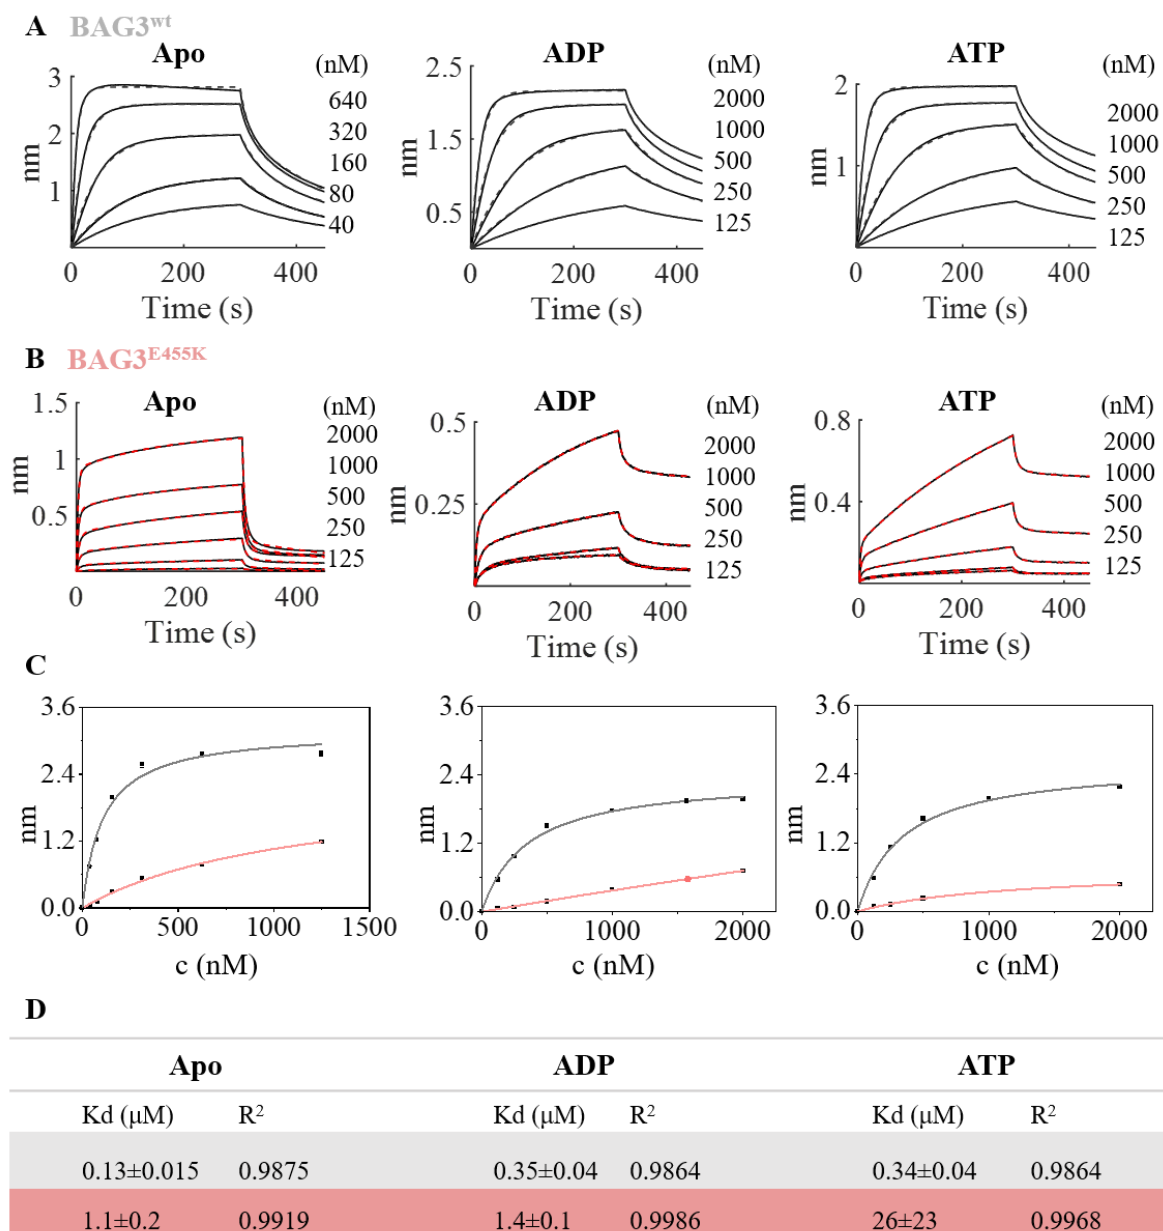 A BAG3wt
Apo (nM) ADP (nM) ATP (nM)
3 2 1 nm
640
320
160
80
40
0 200 400
Time (s)
2.5 1.5 0.5 nm
2000
1000
500
250
125
0 200 400
Time (s)
2 1 nm
2000
1000
500
250
125
0 200 400
Time (s)
B BAG3E455K
Apo (nM) ADP (nM) ATP (nM)
1.5 1 0.5 nm
2000
1000
500
250
125
0 200 400
Time (s)
0.5 0.25 nm
2000
1000
500
250
125
0 200 400
Time (s)
0.8 0.4 nm
2000
1000
500
250
125
0 200 400
Time (s)
C
3.6 2.4 1.2 0.0 nm
0 500 1000 1500
c (nM)
3.6 2.4 1.2 0.0 nm
0 1000 2000
c (nM)
3.6 2.4 1.2 0.0 nm
0 1000 2000
c (nM)
D
Apo ADP ATP
Kd (μM) R2 Kd (μM) R2 Kd (μM) R2
0.13±0.015 0.9875 0.35±0.04 0.9864 0.34±0.04 0.9864
1.1±0.2 0.9919 1.4±0.1 0.9986 26±23 0.9968